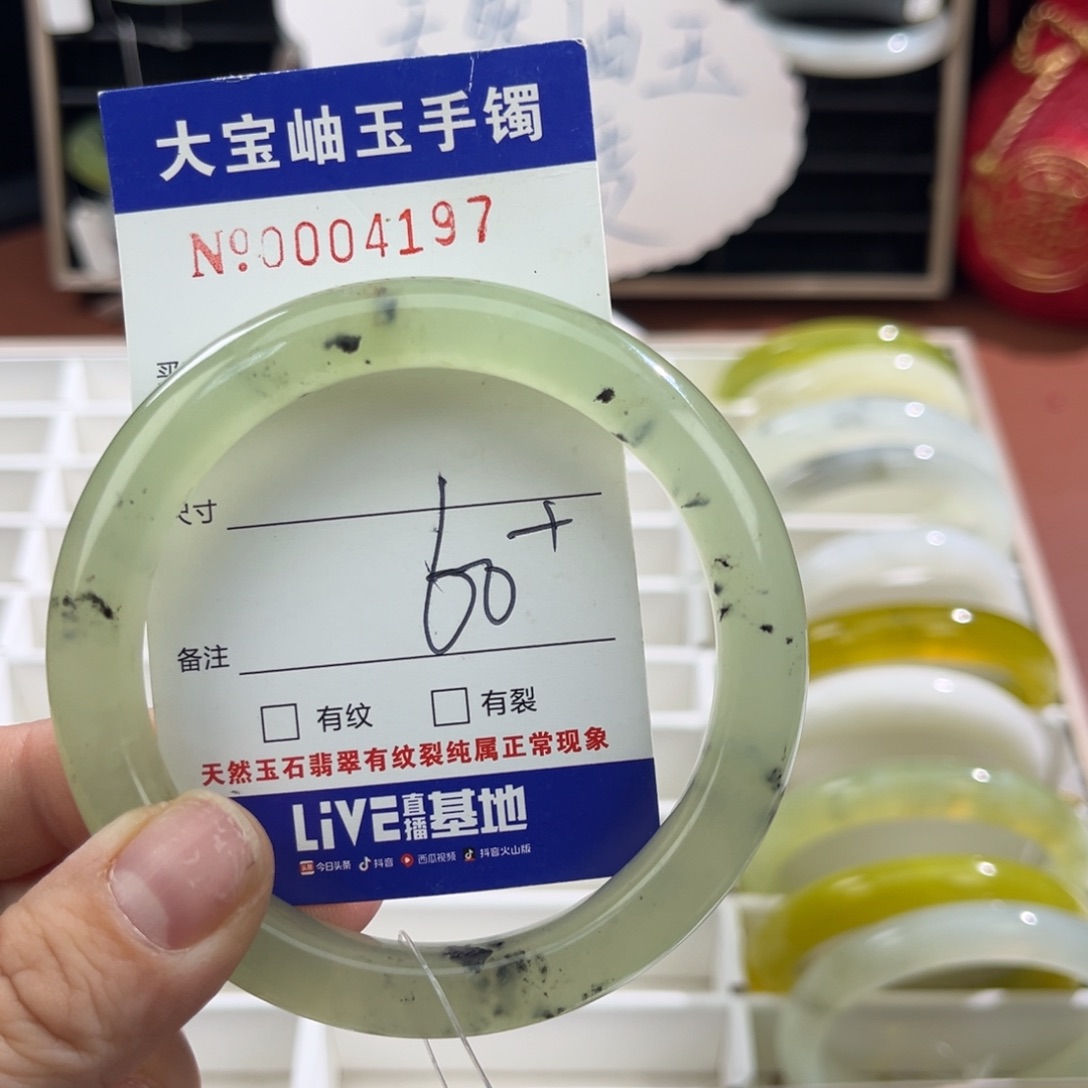 大宝岫玉手镯
№0004197
尺寸
60+
备注
有纹 有裂
天然玉石翡翠有纹裂纯属正常现象
LiVE直播基地
今日头条 抖音 西瓜视频 抖音火山版